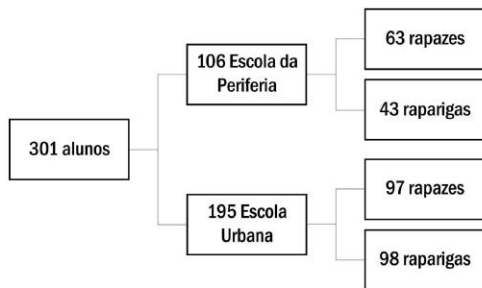 301 alunos
106 Escola da
Periferia
63 rapazes
43 raparigas
195 Escola
Urbana
97 rapazes
98 raparigas